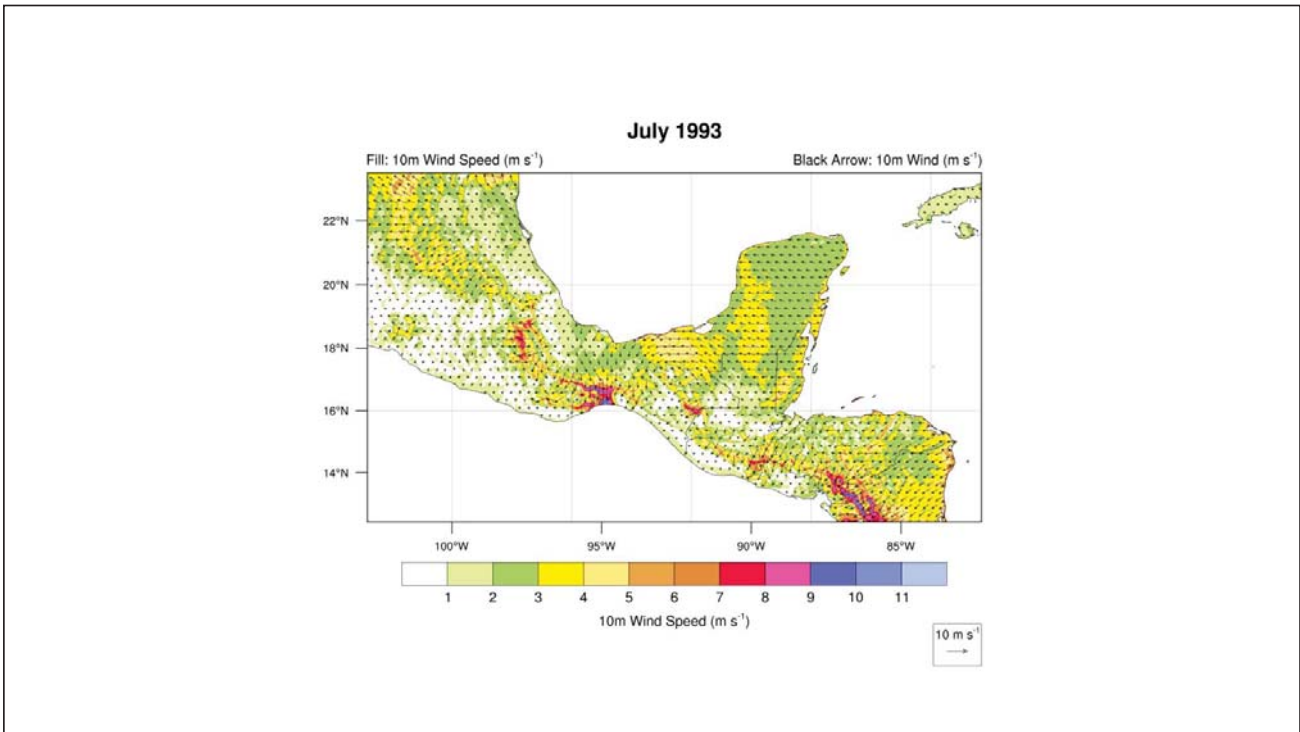 July 1993
Fill: 10m Wind Speed (m s⁻¹) Black Arrow: 10m Wind (m s⁻¹)
22°N
20°N
18°N
16°N
14°N
100°W 95°W 90°W 85°W
1 2 3 4 5 6 7 8 9 10 11
10m Wind Speed (m s⁻¹)
10 m s⁻¹